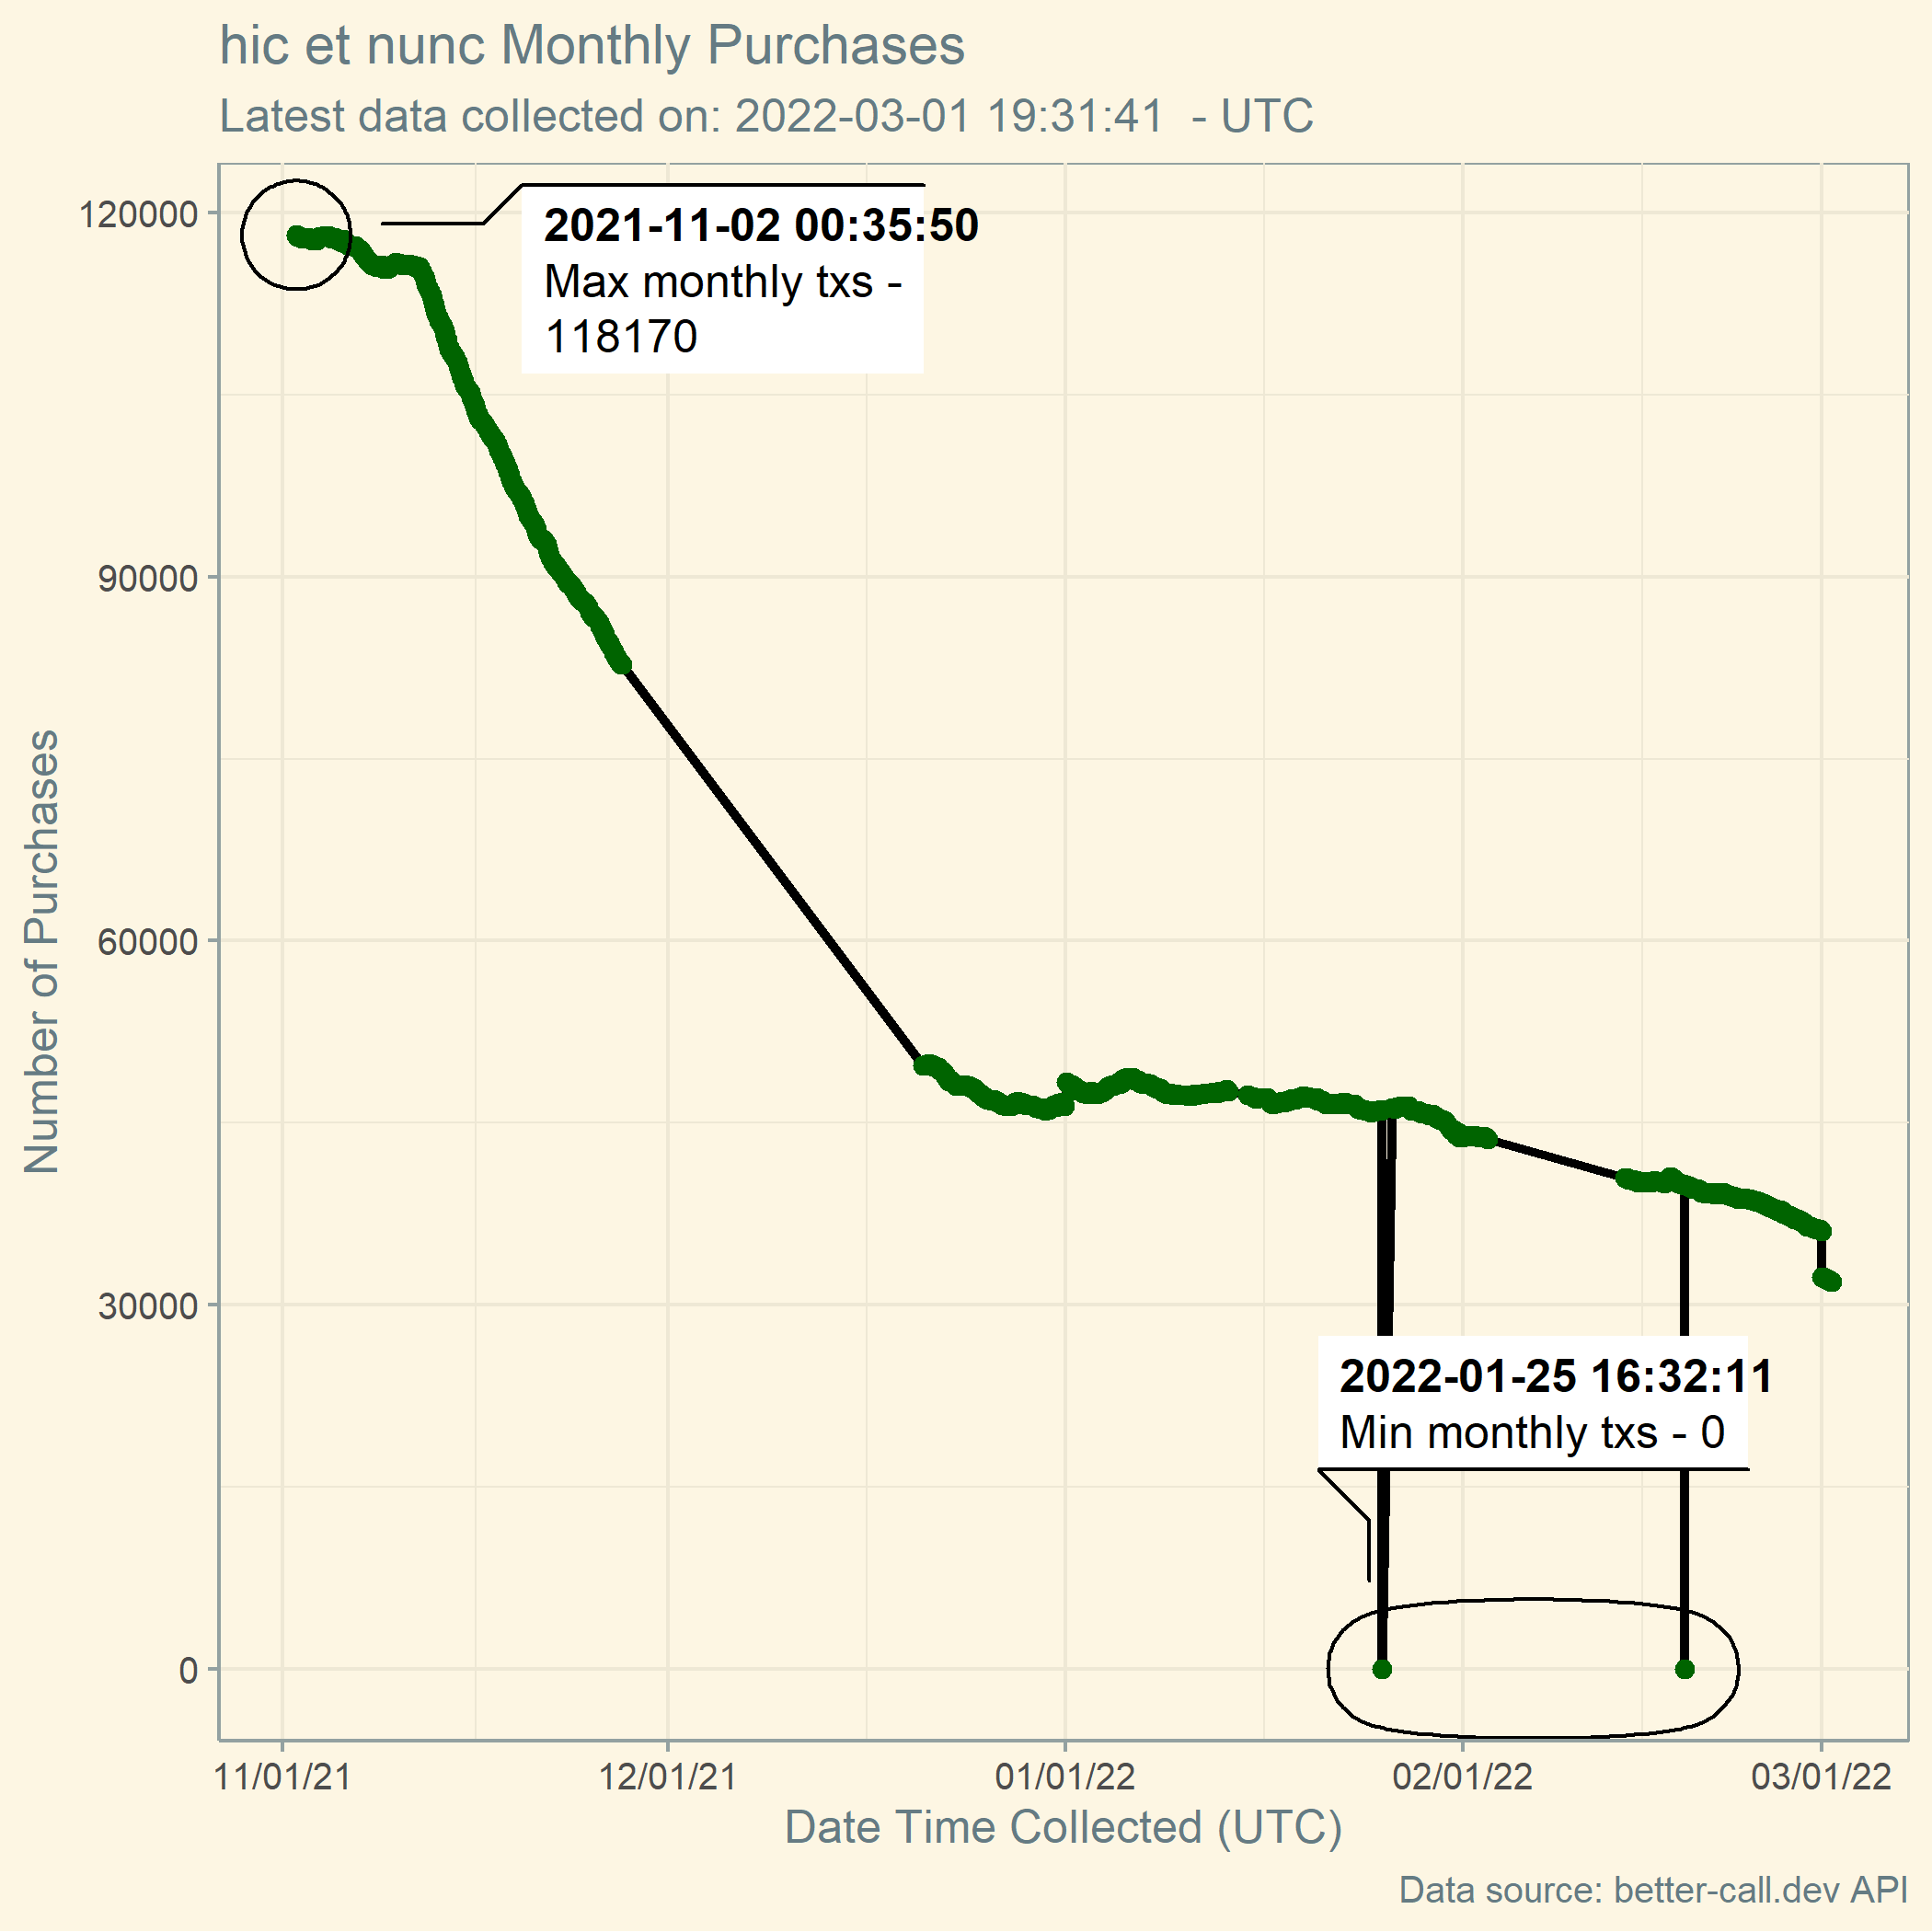 hic et nunc Monthly Purchases
Latest data collected on: 2022-03-01 19:31:41  - UTC
120000
90000
60000
30000
0
Number of Purchases
2021-11-02 00:35:50
Max monthly txs -
118170
2022-01-25 16:32:11
Min monthly txs - 0
11/01/21
12/01/21
01/01/22
02/01/22
03/01/22
Date Time Collected (UTC)
Data source: better-call.dev API